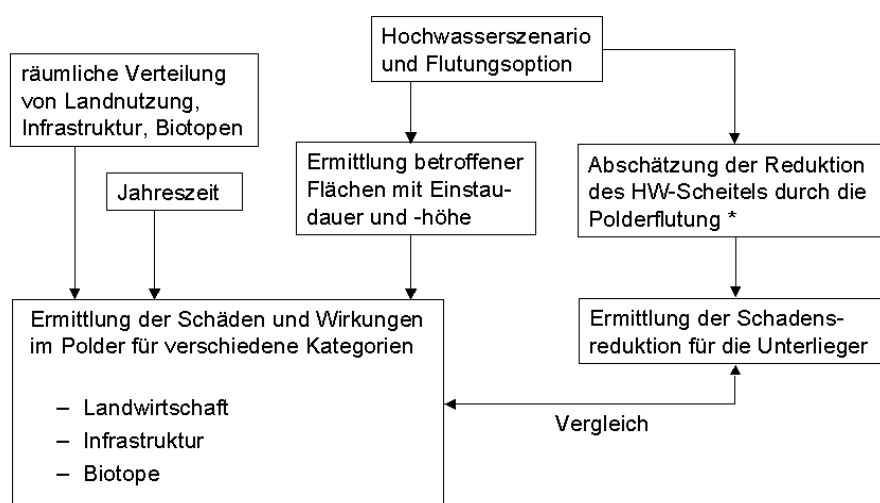 Hochwasserszenario
und Flutungsoption
räumliche Verteilung
von Landnutzung,
Infrastruktur, Biotopen
Jahreszeit
Ermittlung betroffener
Flächen mit Einstau-
dauer und -höhe
Abschätzung der Reduktion
des HW-Scheitels durch die
Polderflutung *
Ermittlung der Schäden und Wirkungen
im Polder für verschiedene Kategorien
– Landwirtschaft
– Infrastruktur
– Biotope
Ermittlung der Schadens-
reduktion für die Unterlieger
Vergleich